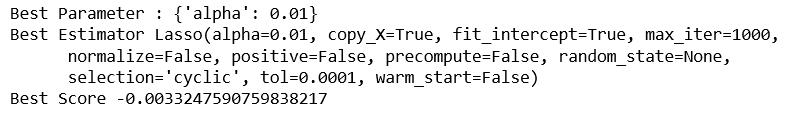 Best Parameter : {'alpha': 0.01}
Best Estimator Lasso(alpha=0.01, copy_X=True, fit_intercept=True, max_iter=1000,
normalize=False, positive=False, precompute=False, random_state=None,
selection='cyclic', tol=0.0001, warm_start=False)
Best Score -0.0033247590759838217